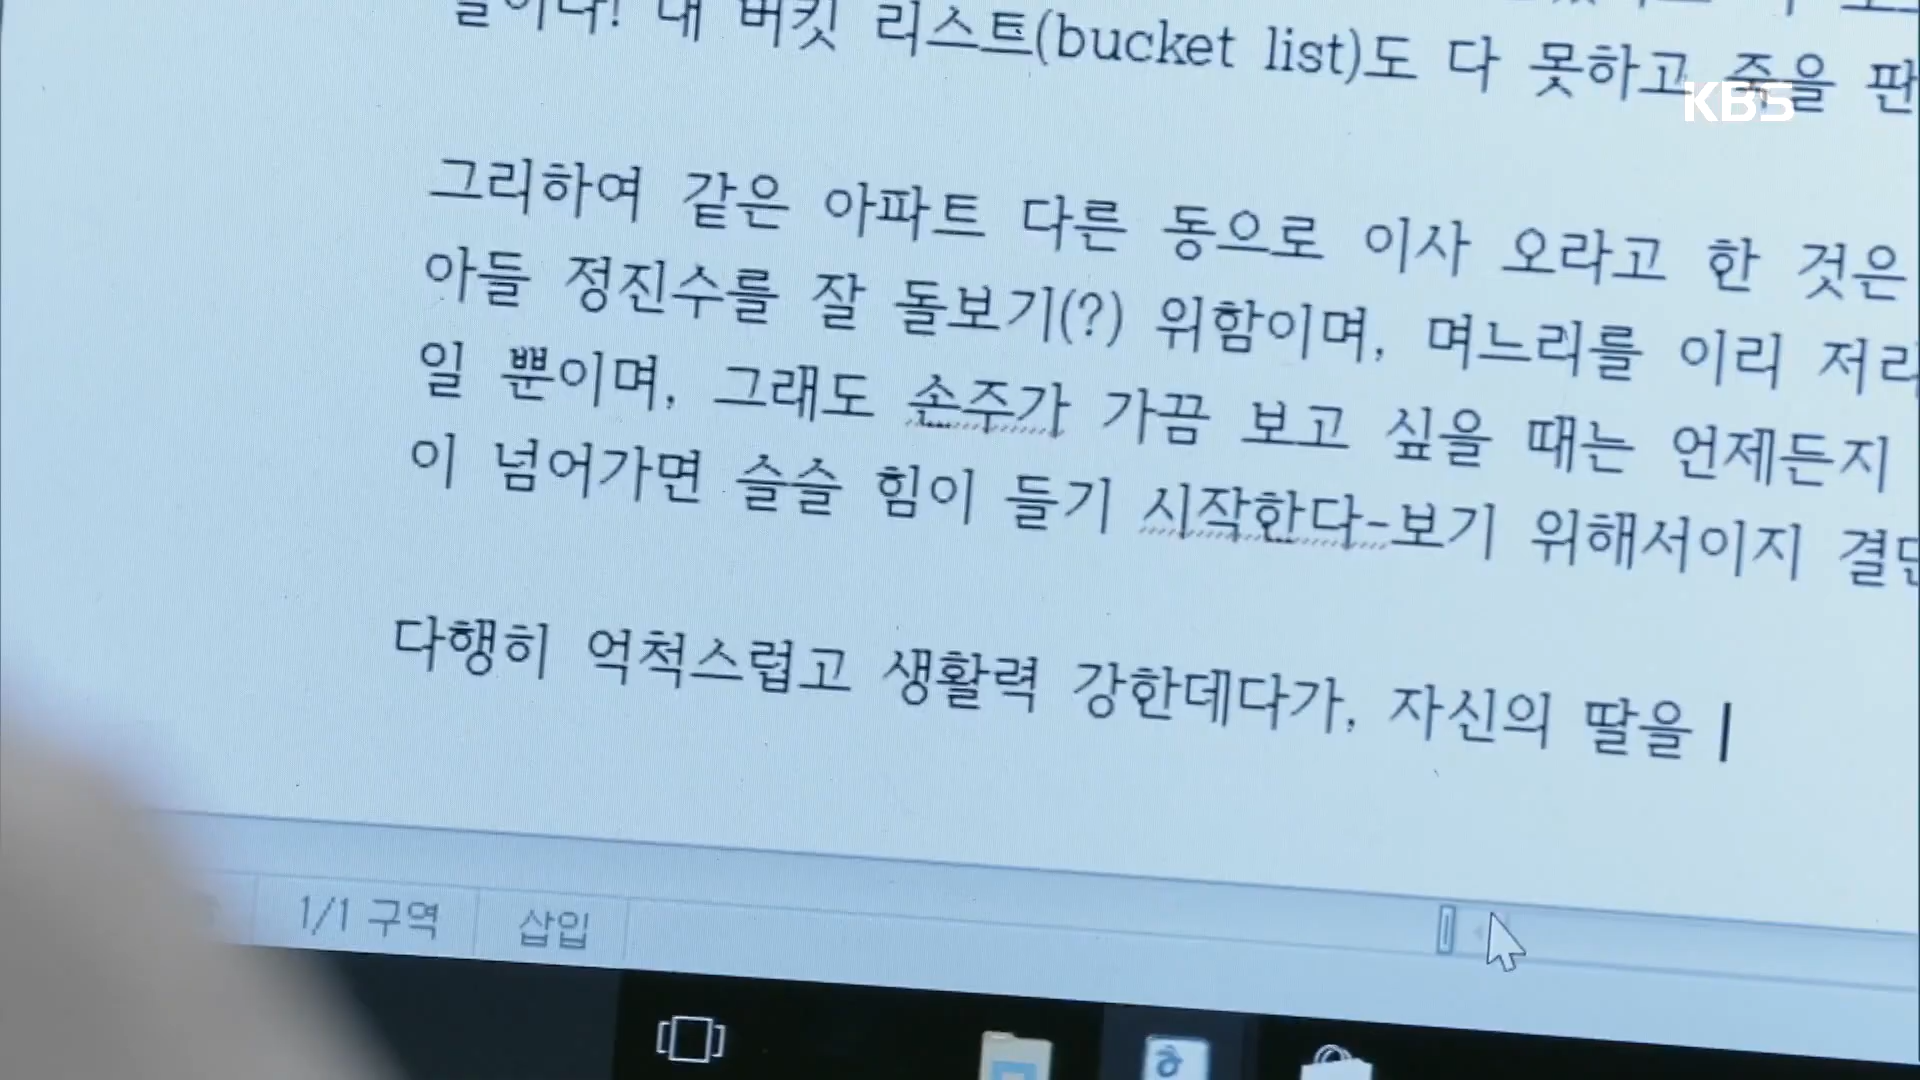 내 버킷 리스트(bucket list)도 다 못하고 죽을 판
KBS
그리하여 같은 아파트 다른 동으로 이사 오라고 한 것은
아들 정진수를 잘 돌보기(?) 위함이며, 며느리를 이리 저리
일 뿐이며, 그래도 손주가 가끔 보고 싶을 때는 언제든지
이 넘어가면 슬슬 힘이 들기 시작한다-보기 위해서이지
다행히 억척스럽고 생활력 강한데다가, 자신의 딸을
1/1 구역 삽입